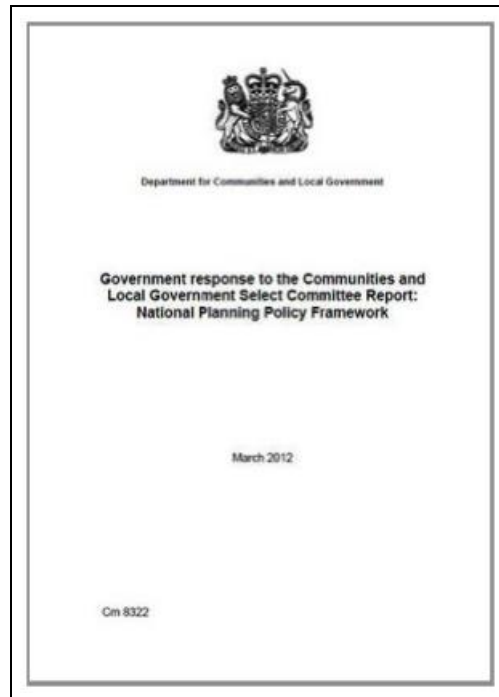 Department for Communities and Local Government
Government response to the Communities and
Local Government Select Committee Report:
National Planning Policy Framework
March 2012
Cm 8322